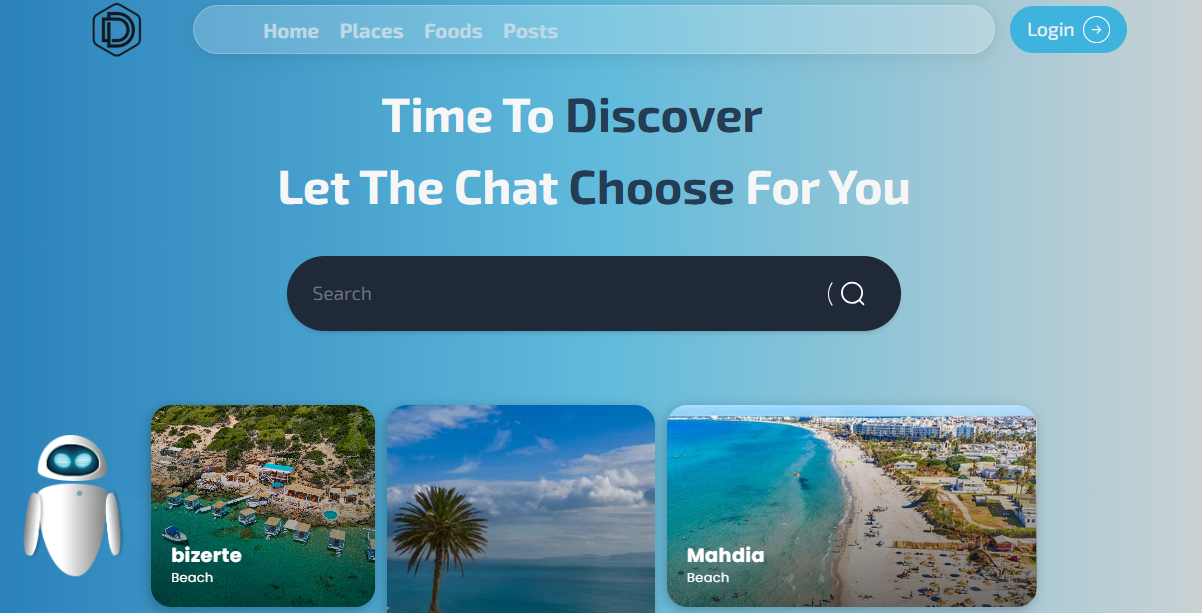 Home Places Foods Posts Login
Time To Discover
Let The Chat Choose For You
Search
bizerte
Beach
Mahdia
Beach